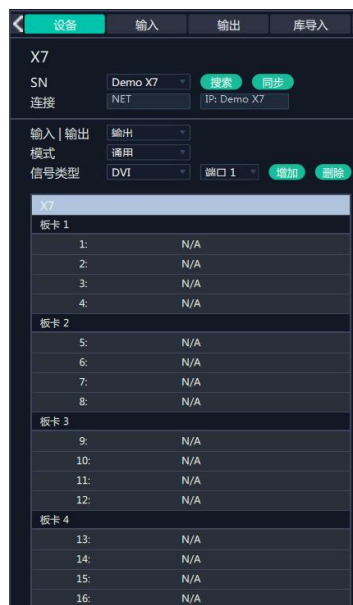 设备 输入 输出 库导入
X7
SN Demo X7 搜索 同步
连接 NET IP: Demo X7
输入 | 输出 输出
模式 通用
信号类型 DVI 端口 1 增加 删除
X7
板卡 1
1: N/A
2: N/A
3: N/A
4: N/A
板卡 2
5: N/A
6: N/A
7: N/A
8: N/A
板卡 3
9: N/A
10: N/A
11: N/A
12: N/A
板卡 4
13: N/A
14: N/A
15: N/A
16: N/A